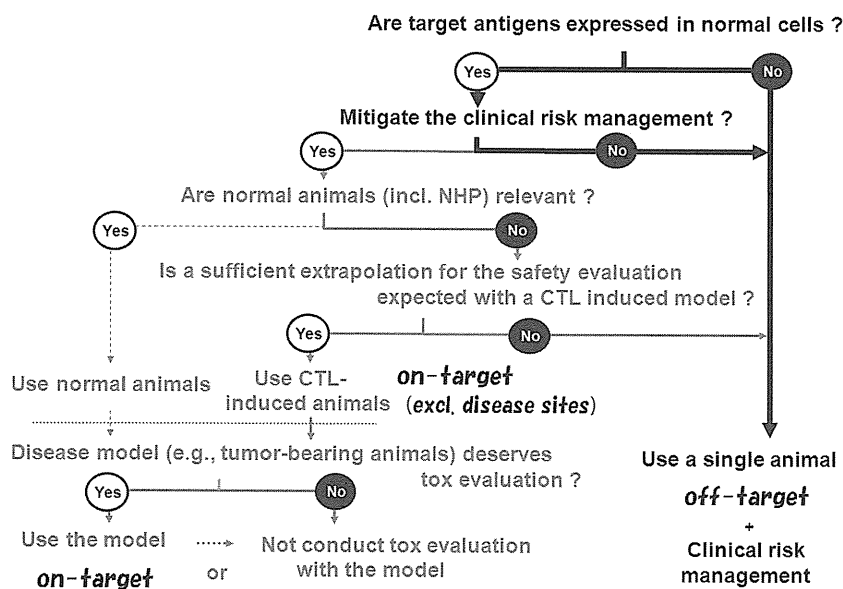 Are target antigens expressed in normal cells ?
Yes
No
Mitigate the clinical risk management ?
Yes
No
Are normal animals (incl. NHP) relevant ?
Yes
No
Is a sufficient extrapolation for the safety evaluation
expected with a CTL induced model ?
Yes
No
Use normal animals
Use CTL-
induced animals
on-target
(excl. disease sites)
Disease model (e.g., tumor-bearing animals) deserves
tox evaluation ?
Yes
No
Use the model
on-target
or
Not conduct tox evaluation
with the model
Use a single animal
off-target
+
Clinical risk
management